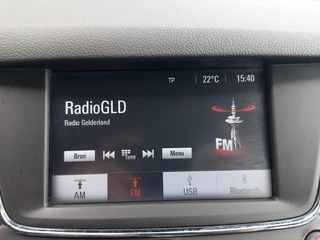 TP 22°C 15:40
RadioGLD
Radio Gelderland
FM
Bron Tune Menu
AM FM USB Bluetooth